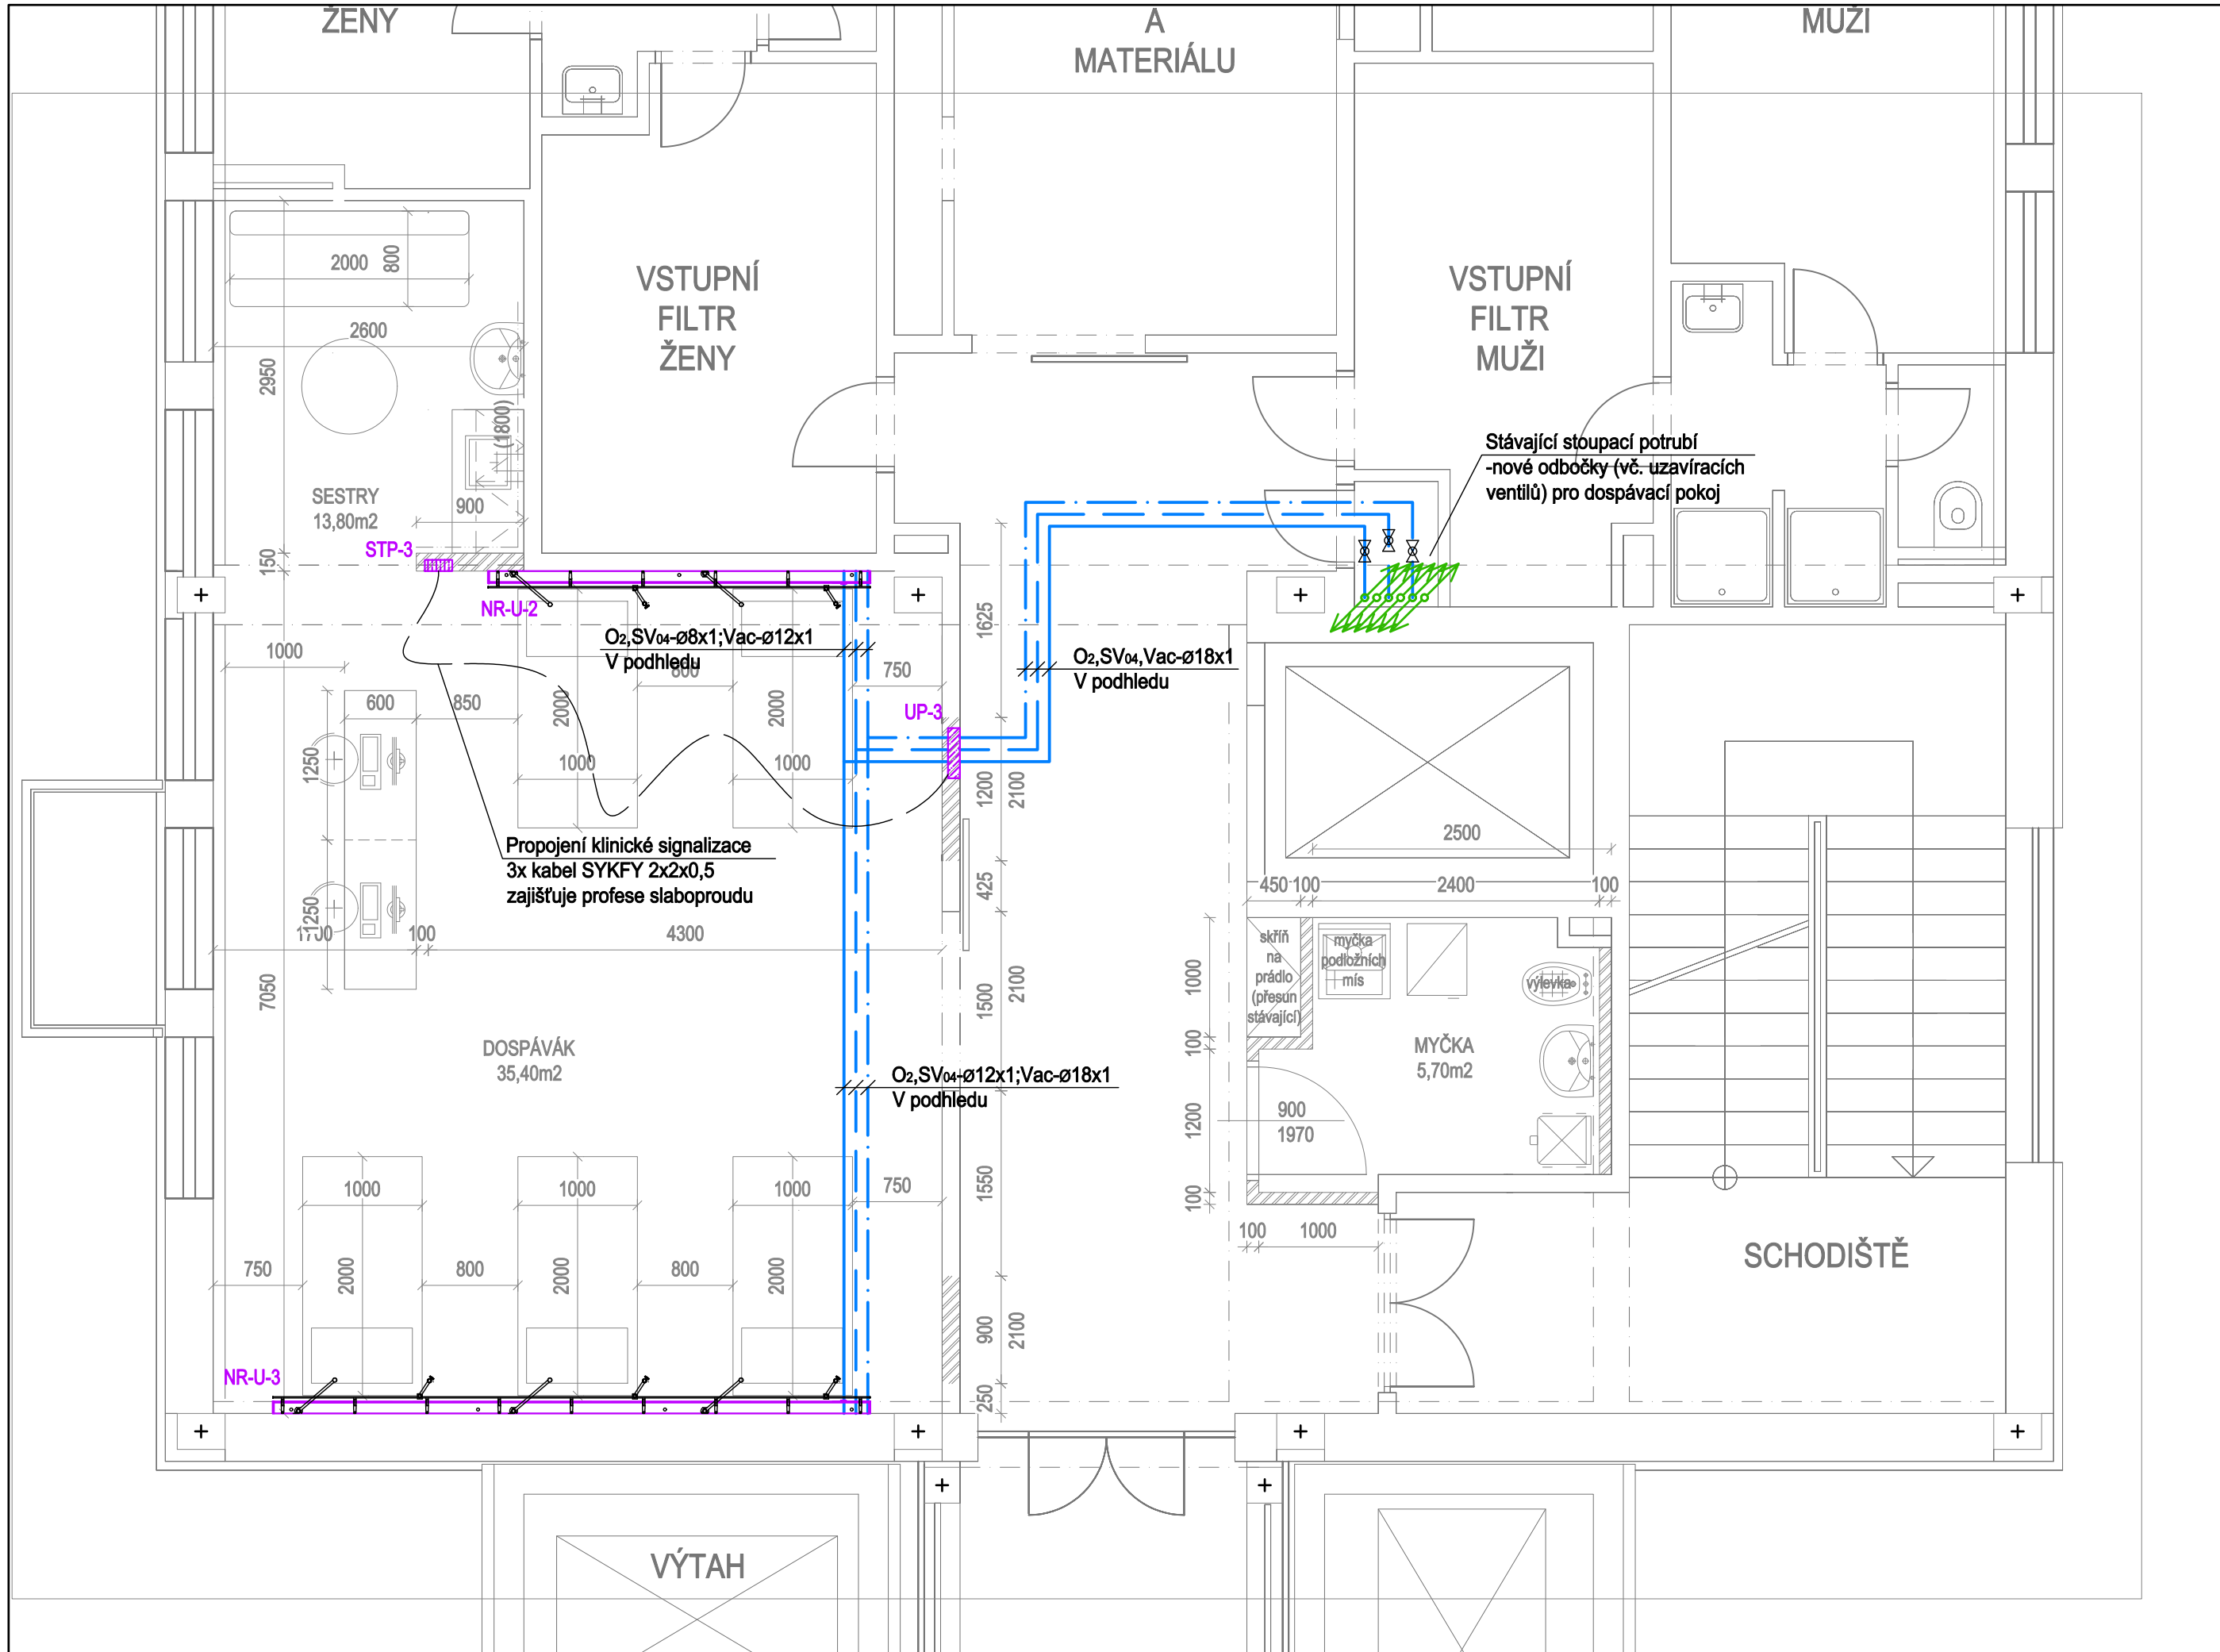 ŽENY
A
MATERIÁLU
MUŽI
2000
800
2600
2950
(1800)
900
SESTRY
13,80m2
STP-3
150
VSTUPNÍ
FILTR
ŽENY
VSTUPNÍ
FILTR
MUŽI
Stávající stoupací potrubí
-nové odbočky (vč. uzavíracích
ventilů) pro dospávací pokoj
NR-U-2
O2,SV04-Ø8x1;Vac-Ø12x1
V podhledu
1000
800
750
1625
O2,SV04,Vac-Ø18x1
V podhledu
600
850
2000
2000
UP-3
1250
1000
1000
1200
2100
Propojení klinické signalizace
3x kabel SYKFY 2x2x0,5
zajišťuje profese slaboproudu
1250
1700
100
4300
425
2500
450
100
2400
100
7050
1500
2100
1000
skříň
na
prádlo
(přesun
stávající)
myčka
podložních
mís
výlevka
100
DOSPÁVÁK
35,40m2
MYČKA
5,70m2
O2,SV04-Ø12x1;Vac-Ø18x1
V podhledu
1200
900
1970
1000
1000
1000
750
1550
100
100
1000
750
2000
800
2000
800
2000
SCHODIŠTĚ
900
2100
NR-U-3
250
VÝTAH